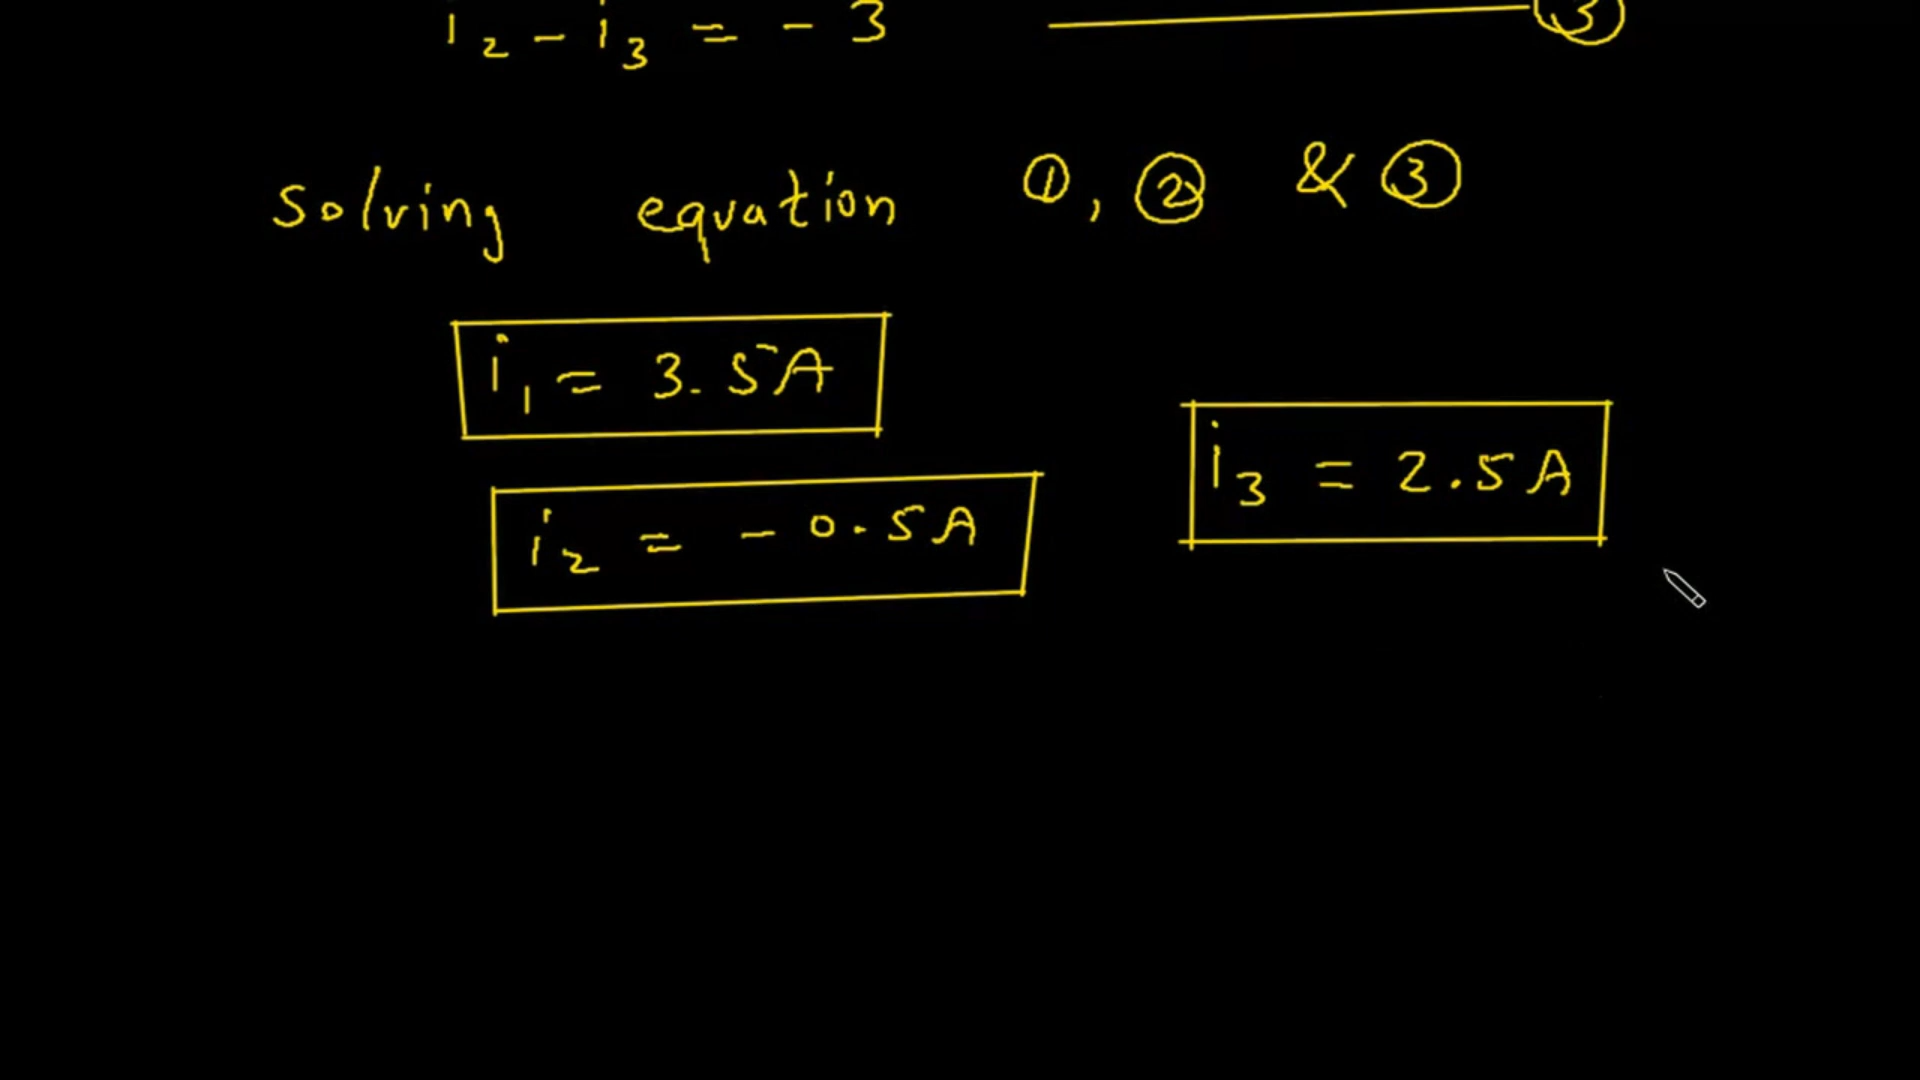 i₂ - i₃ = - 3 ③
solving equation ①, ② & ③
i₁ = 3.5A
i₂ = - 0.5A
i₃ = 2.5A